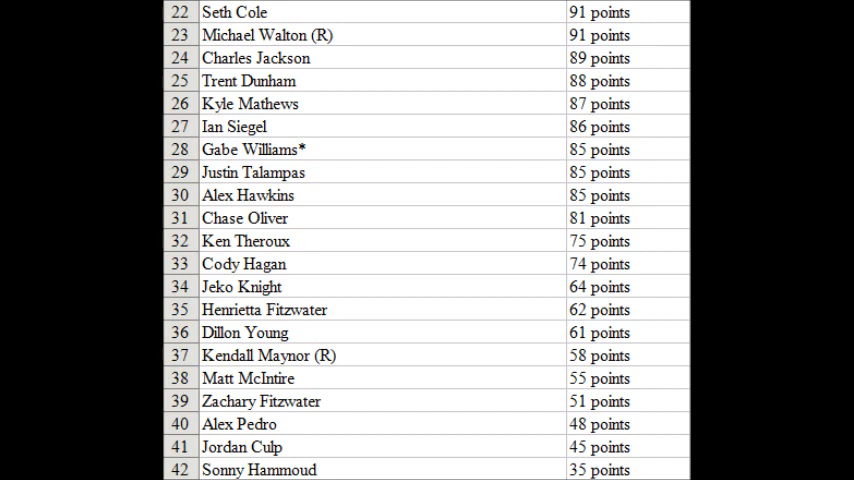 22 Seth Cole 91 points
23 Michael Walton (R) 91 points
24 Charles Jackson 89 points
25 Trent Dunham 88 points
26 Kyle Mathews 87 points
27 Ian Siegel 86 points
28 Gabe Williams* 85 points
29 Justin Talampas 85 points
30 Alex Hawkins 85 points
31 Chase Oliver 81 points
32 Ken Theroux 75 points
33 Cody Hagan 74 points
34 Jeko Knight 64 points
35 Henrietta Fitzwater 62 points
36 Dillon Young 61 points
37 Kendall Maynor (R) 58 points
38 Matt McIntire 55 points
39 Zachary Fitzwater 51 points
40 Alex Pedro 48 points
41 Jordan Culp 45 points
42 Sonny Hammoud 35 points